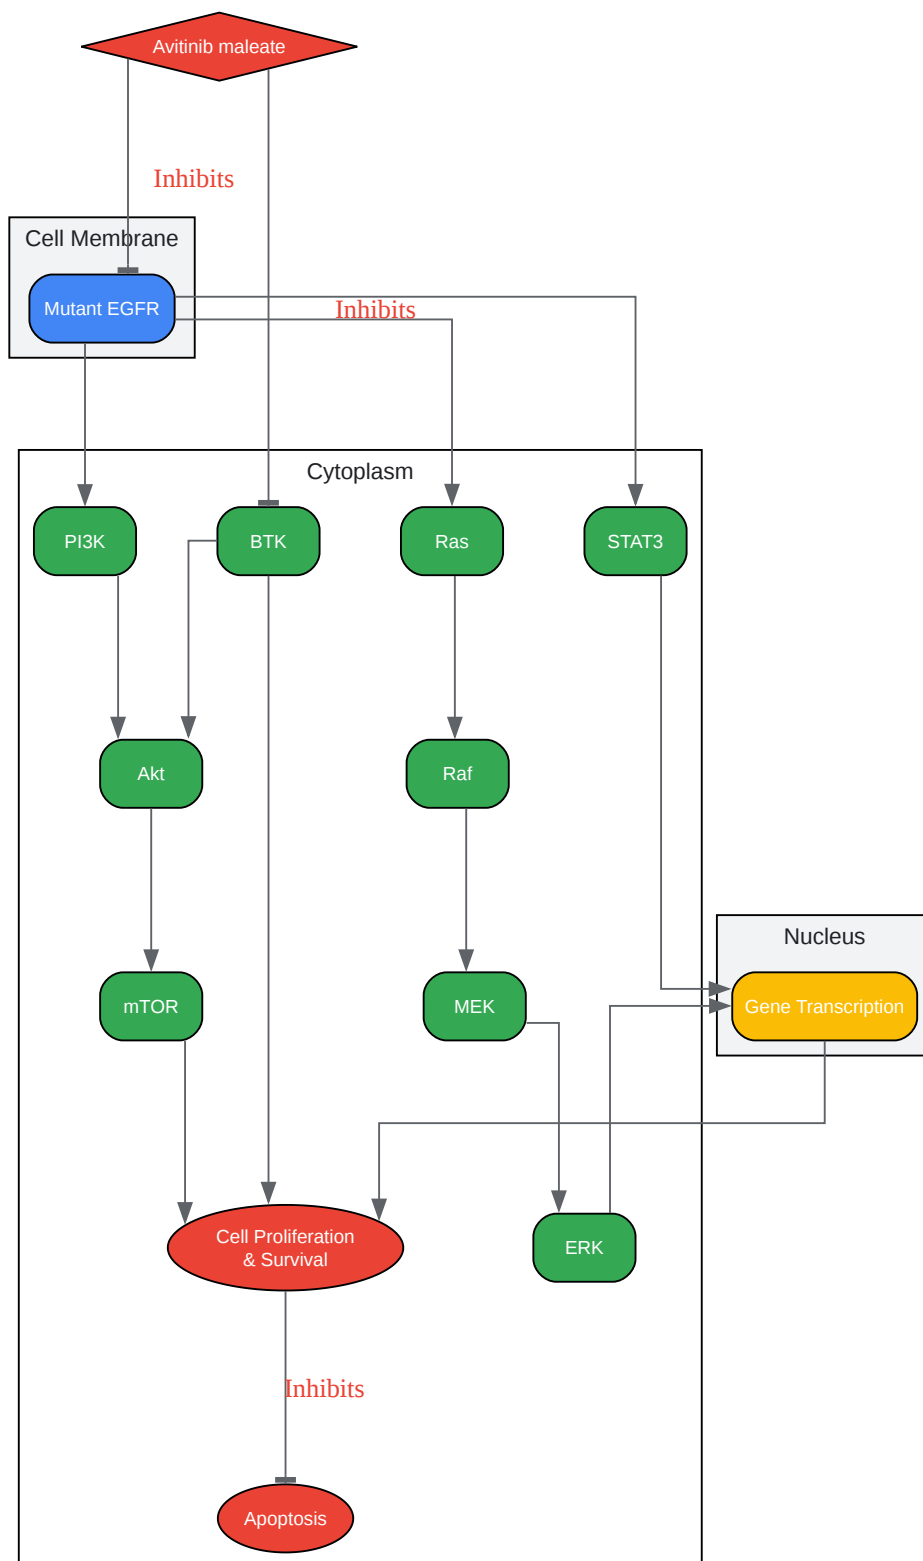 Avitinib maleate
Inhibits
Cell Membrane
Mutant EGFR
Inhibits
Cytoplasm
PI3K
BTK
Ras
STAT3
Akt
Raf
Nucleus
mTOR
MEK
Gene Transcription
Cell Proliferation
& Survival
ERK
Inhibits
Apoptosis